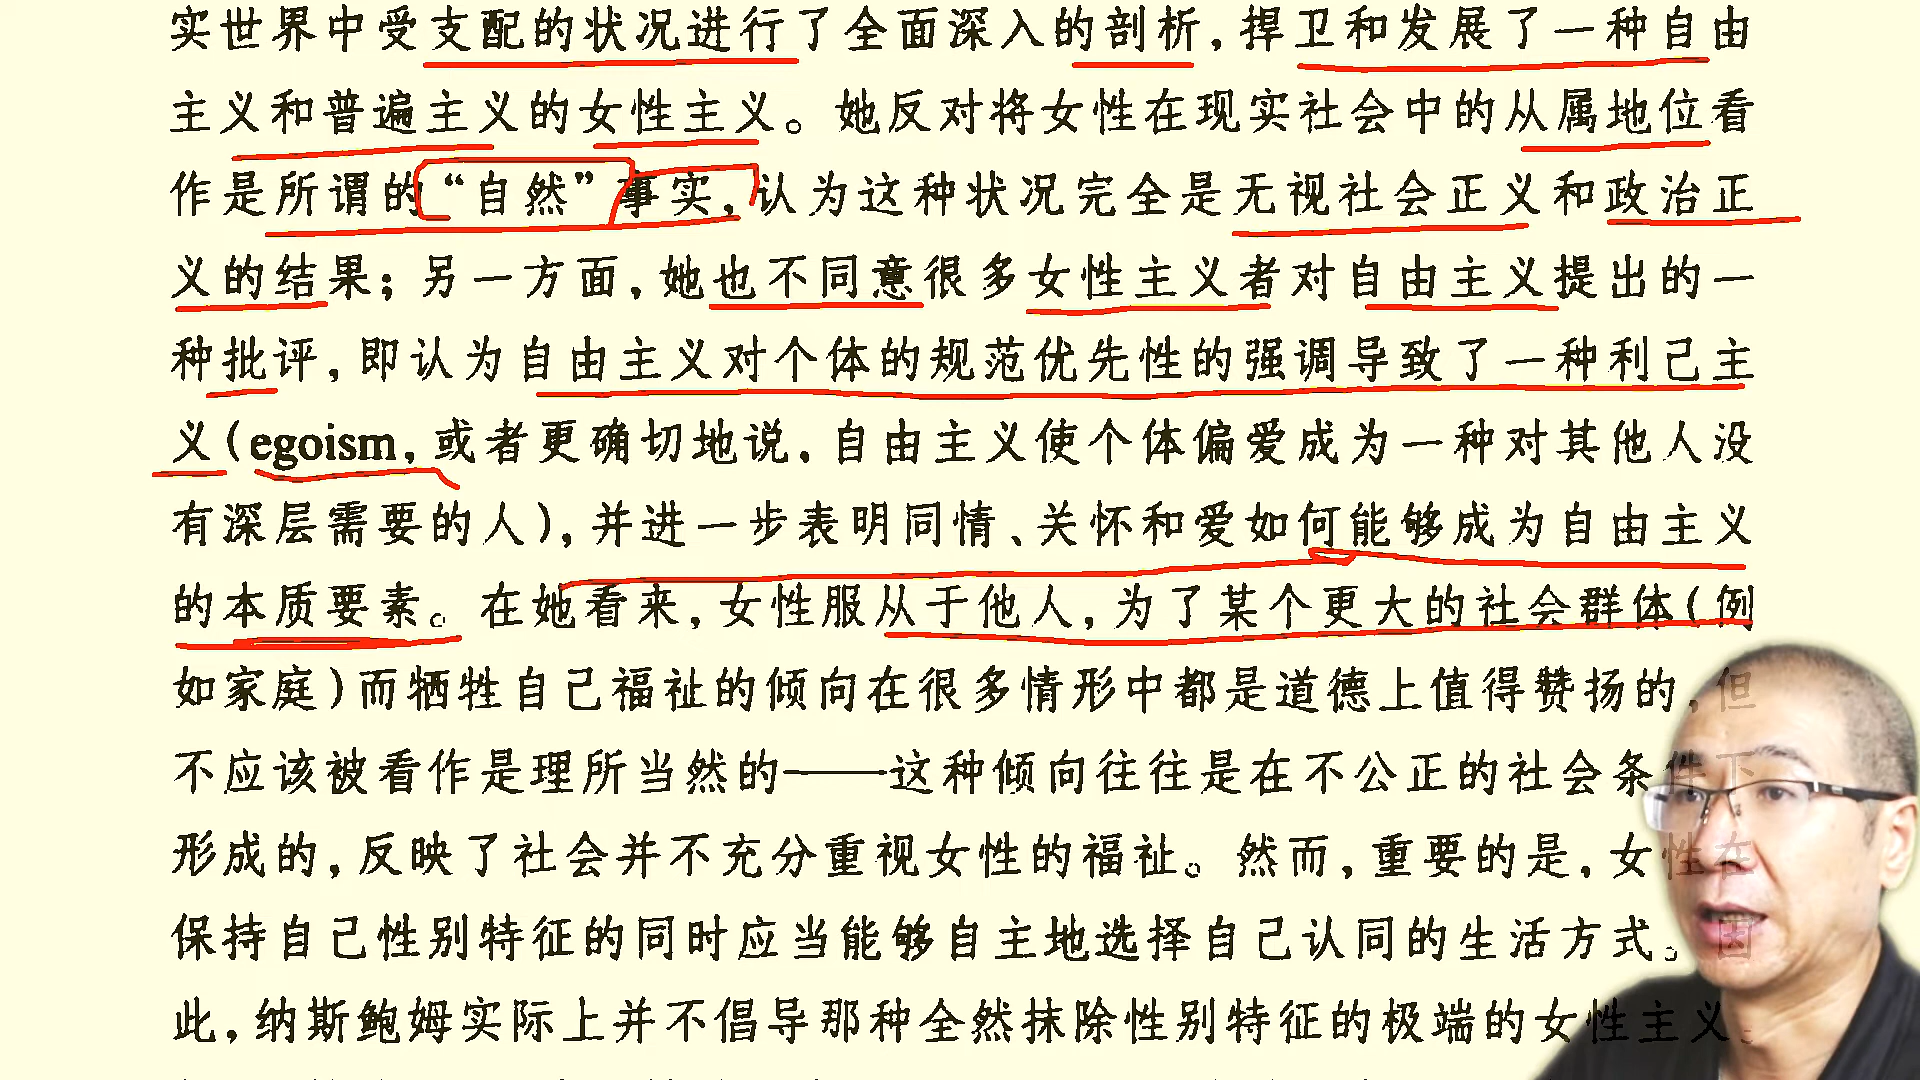 实世界中受支配的状况进行了全面深入的剖析，捍卫和发展了一种自由
主义和普遍主义的女性主义。她反对将女性在现实社会中的从属地位看
作是所谓的“自然”事实，认为这种状况完全是无视社会正义和政治正
义的结果；另一方面，她也不同意很多女性主义者对自由主义提出的一
种批评，即认为自由主义对个体的规范优先性的强调导致了一种利己主
义（egoism，或者更确切地说，自由主义使个体偏爱成为一种对其他人没
有深层需要的人），并进一步表明同情、关怀和爱如何能够成为自由主义
的本质要素。在她看来，女性服从于他人，为了某个更大的社会群体（例
如家庭）而牺牲自己福祉的倾向在很多情形中都是道德上值得赞扬的，但
不应该被看作是理所当然的——这种倾向往往是在不公正的社会条件下
形成的，反映了社会并不充分重视女性的福祉。然而，重要的是，女性在
保持自己性别特征的同时应当能够自主地选择自己认同的生活方式。因
此，纳斯鲍姆实际上并不倡导那种全然抹除性别特征的极端的女性主义。